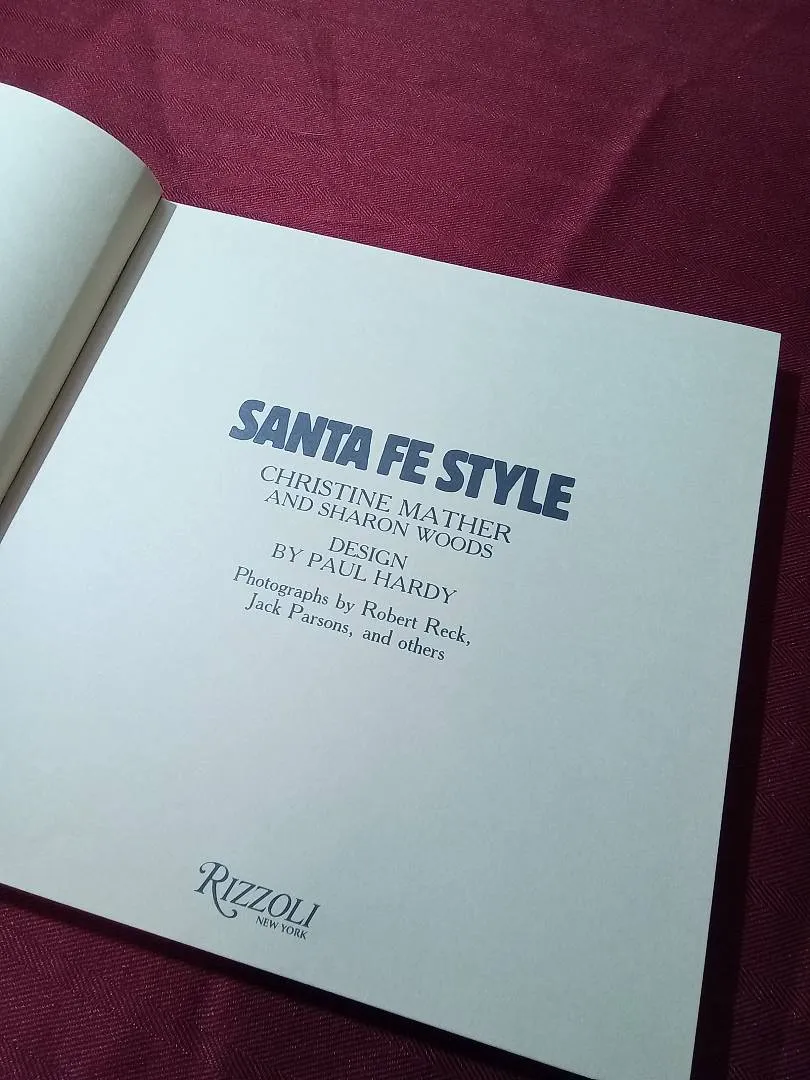 SANTA FE STYLE
CHRISTINE MATHER
AND SHARON WOODS
DESIGN
BY PAUL HARDY
Photographs by Robert Reck,
Jack Parsons, and others
RIZZOLI
NEW YORK